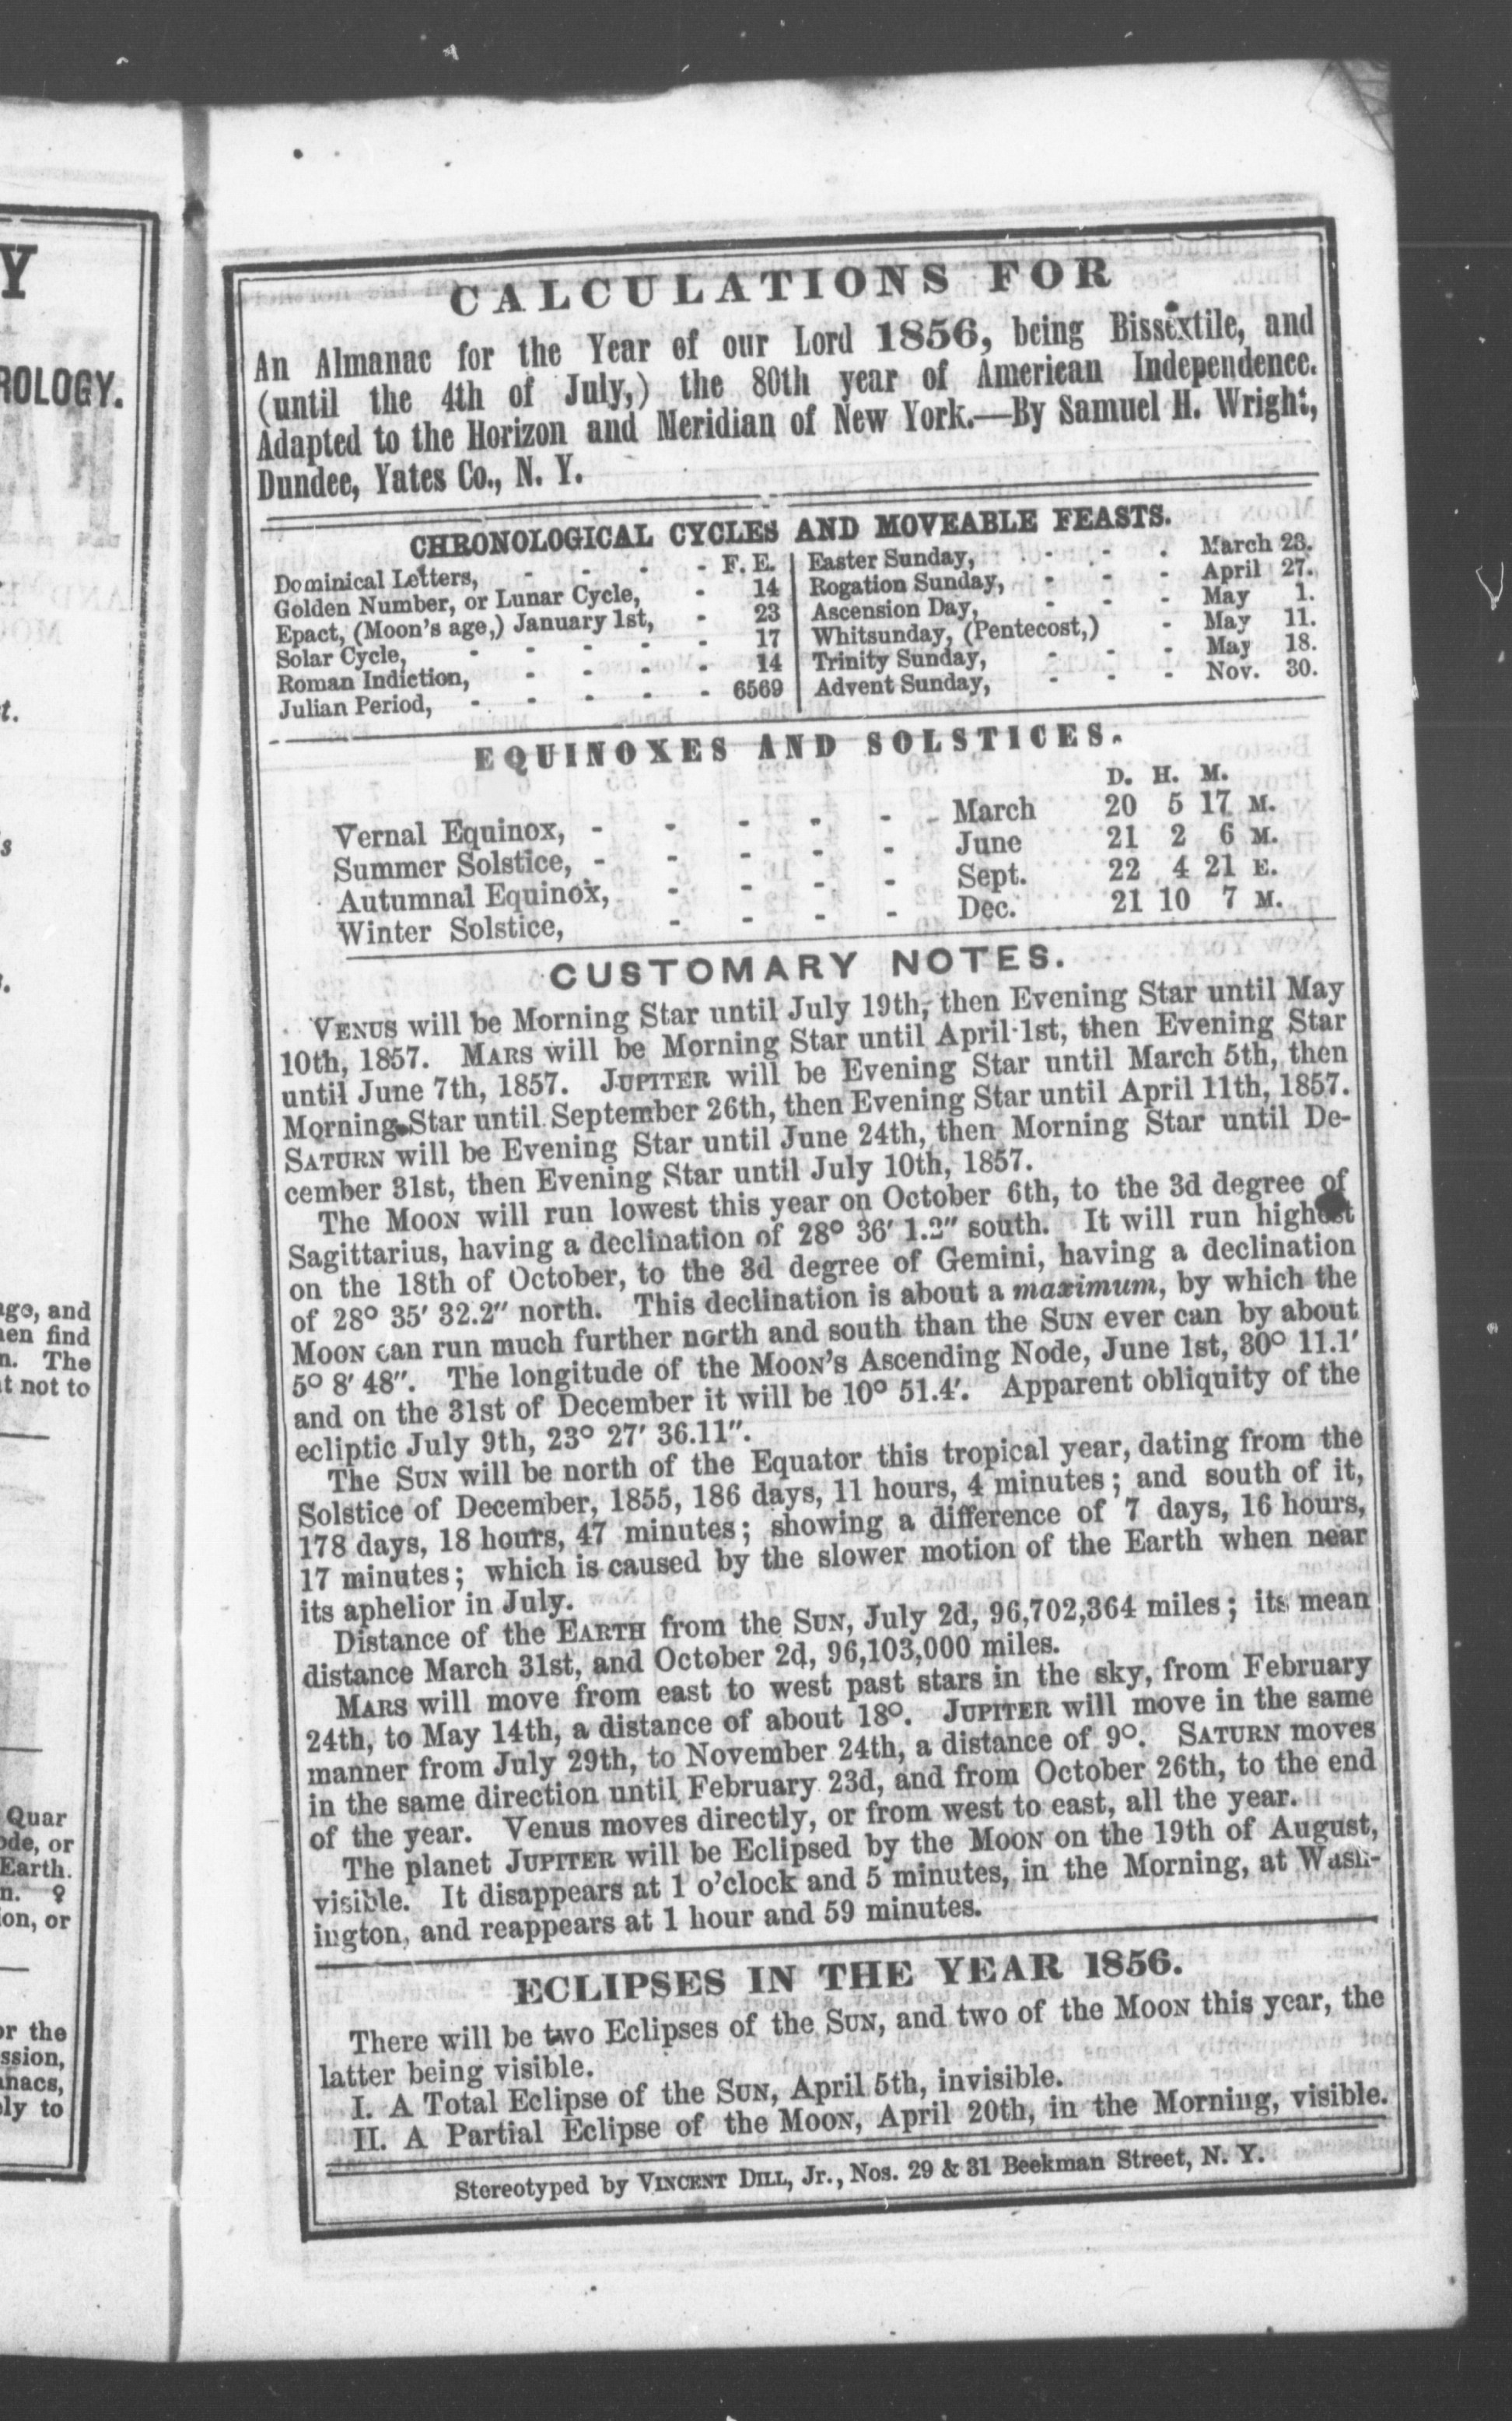 Y
ROLOGY.
t.
s
age, and
hen find
n. The
t not to
Quar
ode, or
Earth.
n. ♀
ion, or
or the
ssion,
anacs,
ly to
CALCULATIONS FOR
An Almanac for the Year of our Lord 1856, being Bissextile, and
(until the 4th of July,) the 80th year of American Independence.
Adapted to the Horizon and Meridian of New York.—By Samuel H. Wright,
Dundee, Yates Co., N. Y.
CHRONOLOGICAL CYCLES AND MOVEABLE FEASTS.
Dominical Letters, - - - - F. E.
Golden Number, or Lunar Cycle, - 14
Epact, (Moon's age,) January 1st, - 23
Solar Cycle, - - - - - 17
Roman Indiction, - - - - 14
Julian Period, - - - - - 6569
Easter Sunday, - - - March 23.
Rogation Sunday, - - - April 27.
Ascension Day, - - - May 1.
Whitsunday, (Pentecost,) - May 11.
Trinity Sunday, - - - May 18.
Advent Sunday, - - - Nov. 30.
EQUINOXES AND SOLSTICES.
D. H. M.
Vernal Equinox, - - - - - - March 20 5 17 M.
Summer Solstice, - - - - - June 21 2 6 M.
Autumnal Equinox, - - - - Sept. 22 4 21 E.
Winter Solstice, - - - - Dec. 21 10 7 M.
CUSTOMARY NOTES.
VENUS will be Morning Star until July 19th, then Evening Star until May
10th, 1857. MARS will be Morning Star until April 1st, then Evening Star
until June 7th, 1857. JUPITER will be Evening Star until March 5th, then
Morning Star until September 26th, then Evening Star until April 11th, 1857.
SATURN will be Evening Star until June 24th, then Morning Star until De-
cember 31st, then Evening Star until July 10th, 1857.
The MOON will run lowest this year on October 6th, to the 3d degree of
Sagittarius, having a declination of 28° 36′ 1.2″ south. It will run highest
on the 18th of October, to the 3d degree of Gemini, having a declination
of 28° 35′ 32.2″ north. This declination is about a maximum, by which the
MOON can run much further north and south than the SUN ever can by about
5° 8′ 48″. The longitude of the MOON'S Ascending Node, June 1st, 30° 11.1′
and on the 31st of December it will be 10° 51.4′. Apparent obliquity of the
ecliptic July 9th, 23° 27′ 36.11″.
The SUN will be north of the Equator this tropical year, dating from the
Solstice of December, 1855, 186 days, 11 hours, 4 minutes; and south of it,
178 days, 18 hours, 47 minutes; showing a difference of 7 days, 16 hours,
17 minutes; which is caused by the slower motion of the Earth when near
its aphelior in July.
Distance of the EARTH from the SUN, July 2d, 96,702,364 miles; its mean
distance March 31st, and October 2d, 96,103,000 miles.
MARS will move from east to west past stars in the sky, from February
24th, to May 14th, a distance of about 18°. JUPITER will move in the same
manner from July 29th, to November 24th, a distance of 9°. SATURN moves
in the same direction until February 23d, and from October 26th, to the end
of the year. Venus moves directly, or from west to east, all the year.
The planet JUPITER will be Eclipsed by the MOON on the 19th of August,
visible. It disappears at 1 o'clock and 5 minutes, in the Morning, at Wash-
ington, and reappears at 1 hour and 59 minutes.
ECLIPSES IN THE YEAR 1856.
There will be two Eclipses of the SUN, and two of the MOON this year, the
latter being visible.
I. A Total Eclipse of the SUN, April 5th, invisible.
II. A Partial Eclipse of the MOON, April 20th, in the Morning, visible.
Stereotyped by VINCENT DILL, Jr., Nos. 29 & 31 Beekman Street, N. Y.